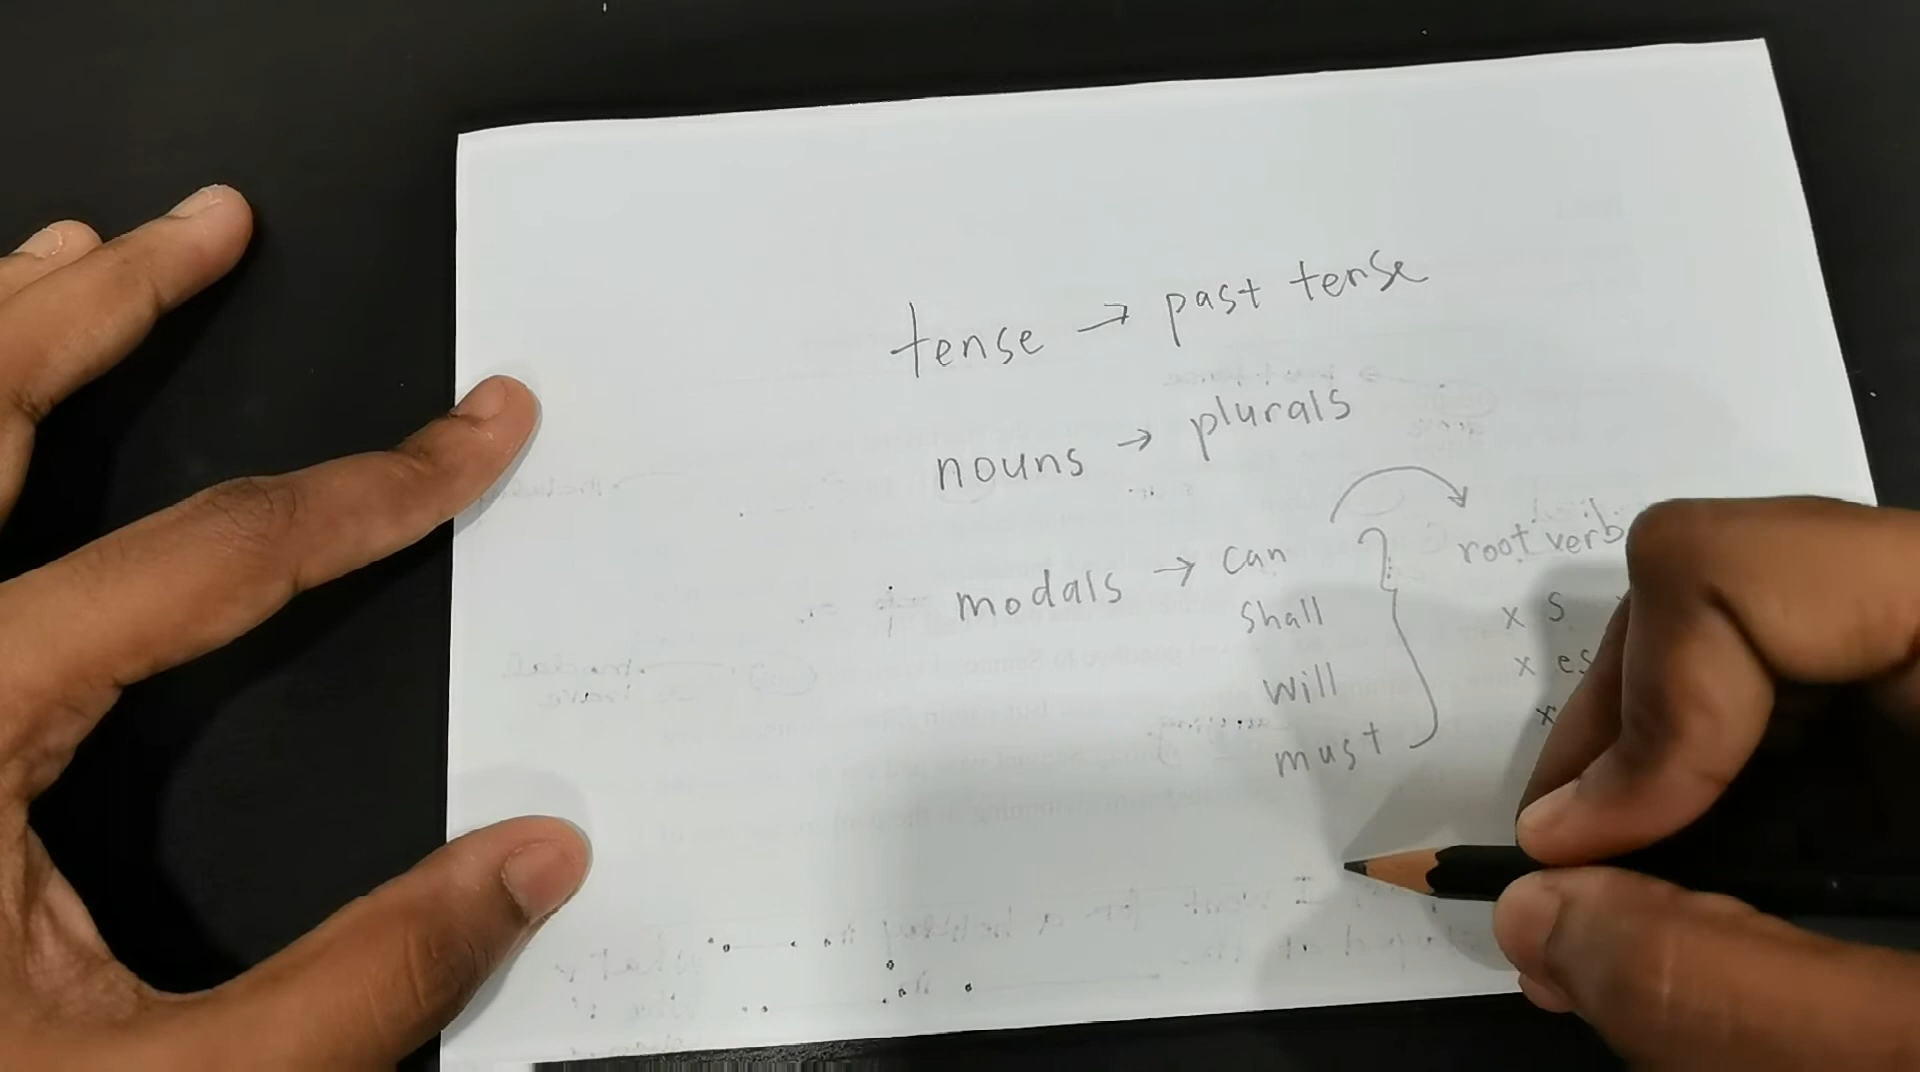 tense → past tense
nouns → plurals
modals → can
shall
will
must
root verb
x s
x es
x